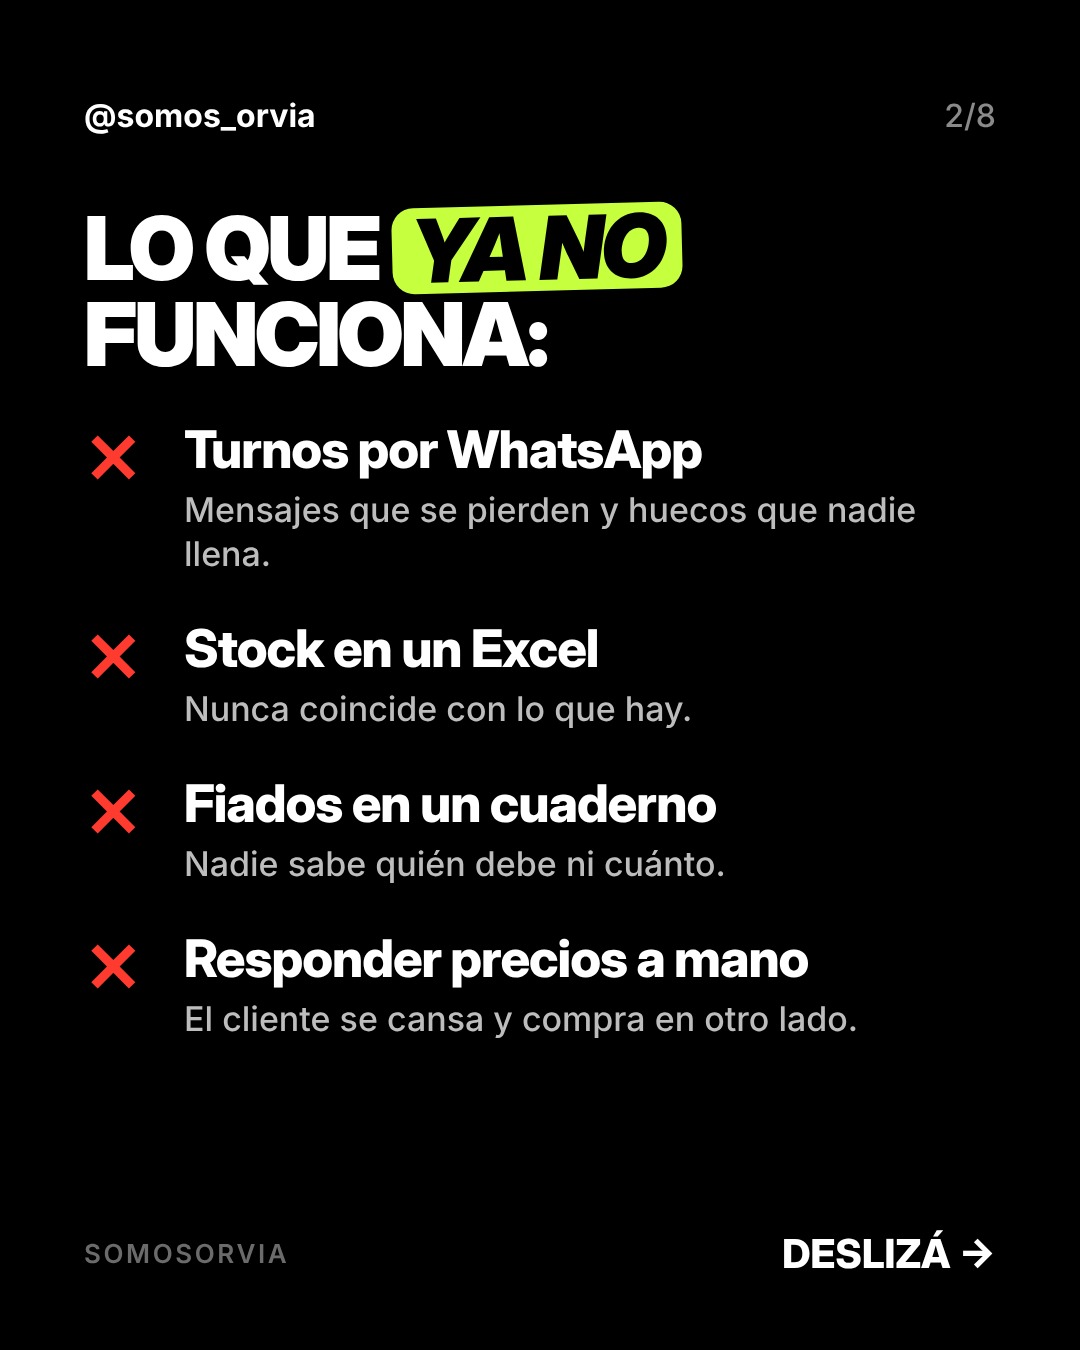 @somos_orvia
2/8
LO QUE YA NO
FUNCIONA:
Turnos por WhatsApp
Mensajes que se pierden y huecos que nadie
llena.
Stock en un Excel
Nunca coincide con lo que hay.
Fiados en un cuaderno
Nadie sabe quién debe ni cuánto.
Responder precios a mano
El cliente se cansa y compra en otro lado.
SOMOSORVIA
DESLIZÁ →